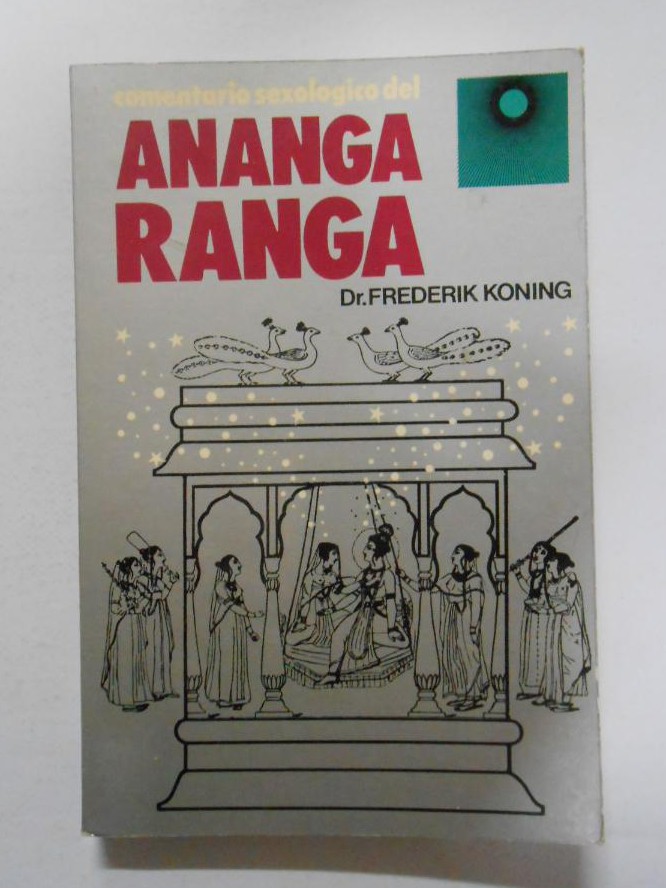 comentario sexologico del
ANANGA
RANGA
Dr. FREDERIK KONING